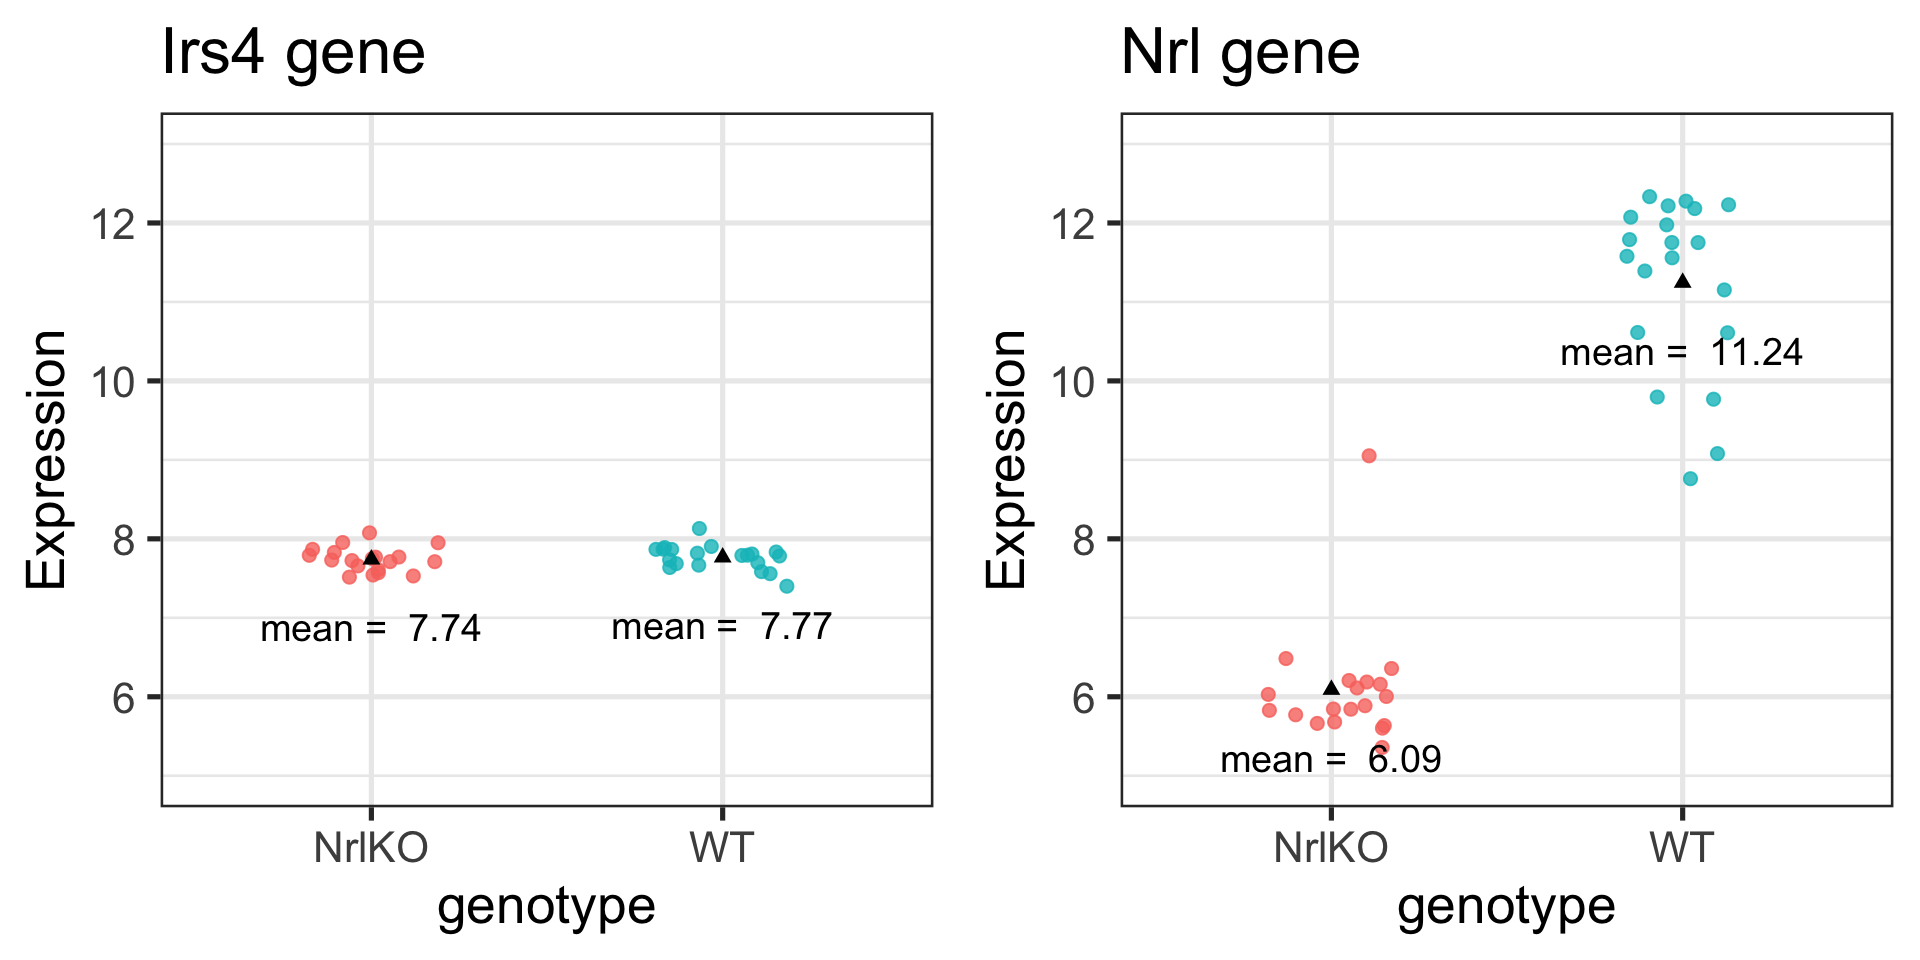 Irs4 gene
Expression
12
10
8
6
mean = 7.74
mean = 7.77
NrlKO
WT
genotype
Nrl gene
Expression
12
10
8
6
mean = 11.24
mean = 6.09
NrlKO
WT
genotype